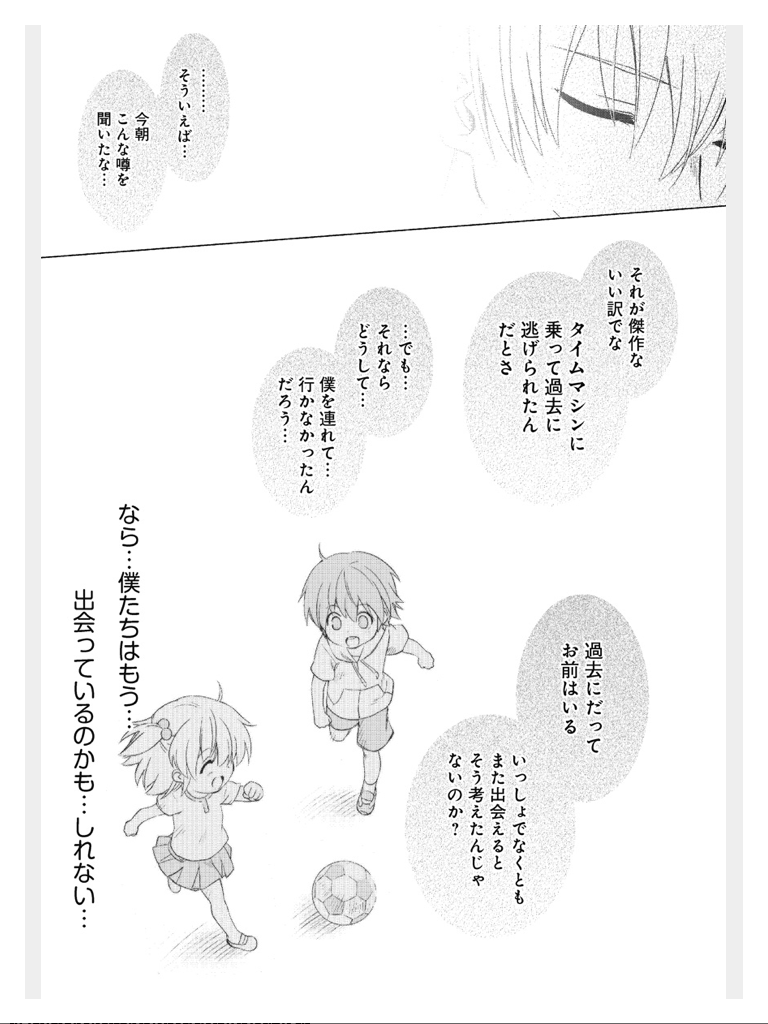 ………
そういえば…
今朝
こんな噂を
聞いたな…
それが傑作な
いい訳でな
タイムマシンに
乗って過去に
逃げられたん
だとさ
…でも…
それなら
どうして…
僕を連れて…
行かなかったん
だろう…
過去にだって
お前はいる
いっしょでなくとも
また出会えると
そう考えたんじゃ
ないのか？
なら…僕たちはもう…
出会っているのかも…しれない…